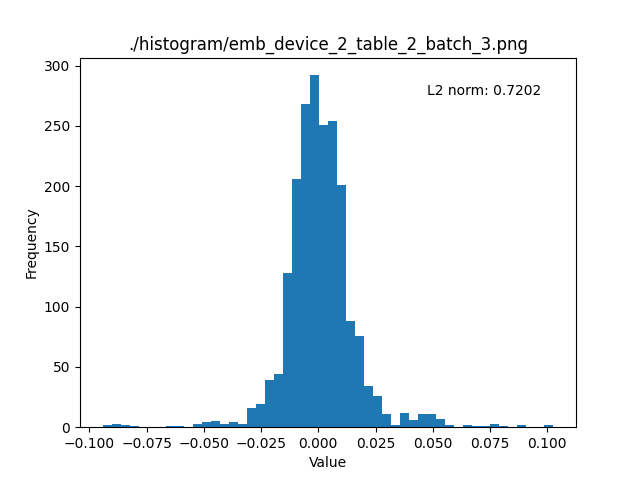 ./histogram/emb_device_2_table_2_batch_3.png
L2 norm: 0.7202
Frequency
300
250
200
150
100
50
0
−0.100 −0.075 −0.050 −0.025 0.000 0.025 0.050 0.075 0.100
Value